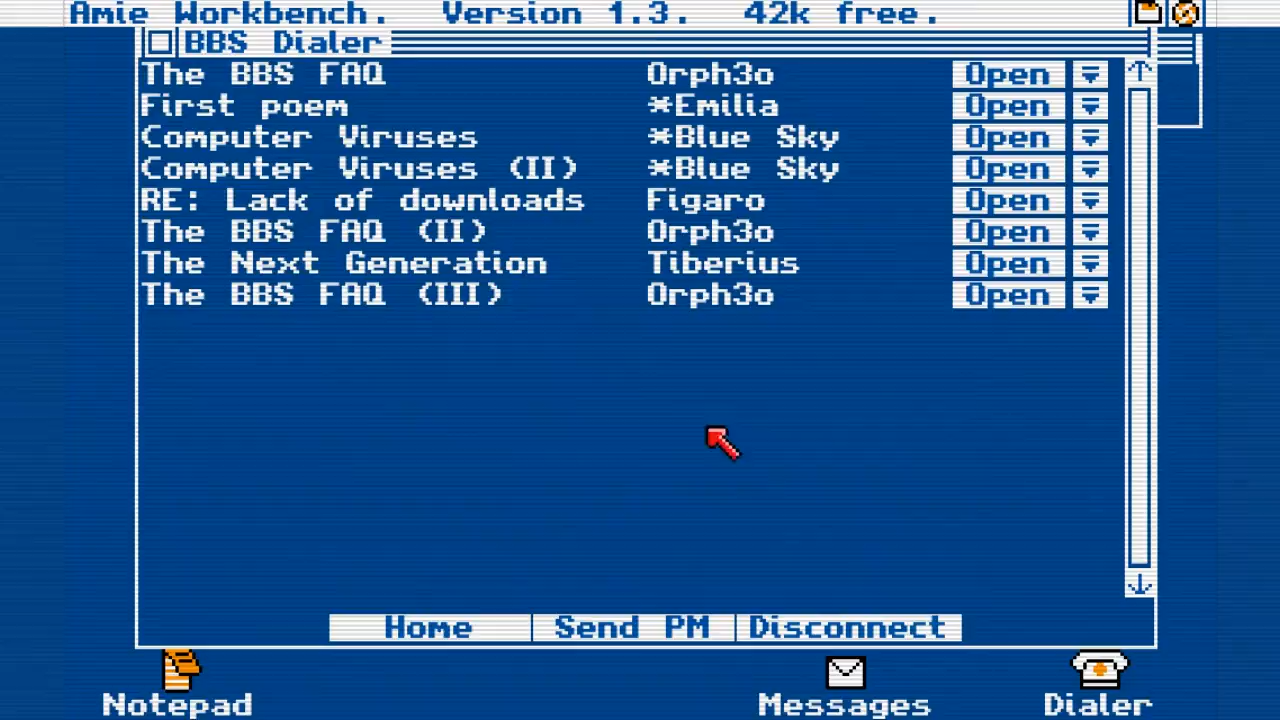 Amie Workbench. Version 1.3. 42k free.
BBS Dialer
The BBS FAQ Orph3o Open
First poem *Emilia Open
Computer Viruses *Blue Sky Open
Computer Viruses (II) *Blue Sky Open
RE: Lack of downloads Figaro Open
The BBS FAQ (II) Orph3o Open
The Next Generation Tiberius Open
The BBS FAQ (III) Orph3o Open
Home Send PM Disconnect
Notepad Messages Dialer